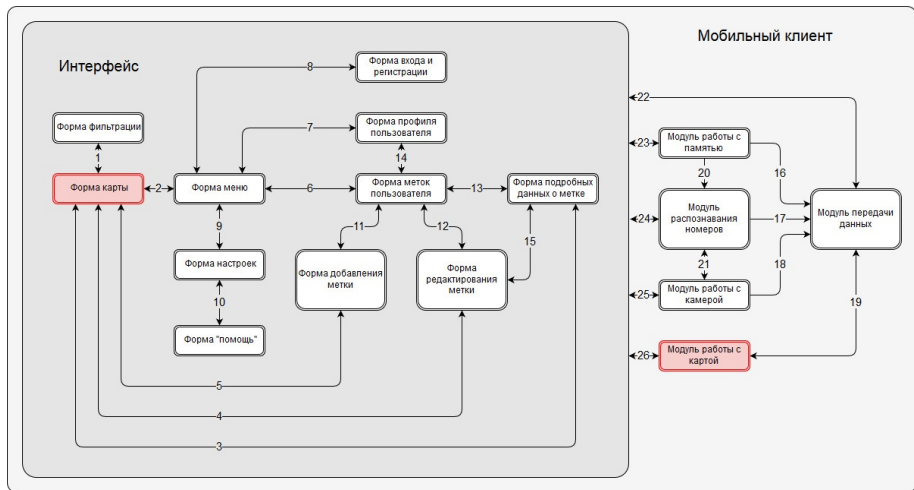 Мобильный клиент
Интерфейс
Форма входа и
регистрации
8
22
Форма фильтрации
Форма профиля
пользователя
7
Модуль работы с
памятью
23
1
14
20
16
Форма карты
2
Форма меню
6
Форма меток
пользователя
13
Форма подробных
данных о метке
24
Модуль
распознавания
номеров
17
Модуль передачи
данных
9
11
12
15
21
18
Форма настроек
Форма добавления
метки
Форма
редактирования
метки
25
Модуль работы с
камерой
19
10
Форма "помощь"
26
Модуль работы с
картой
5
4
3